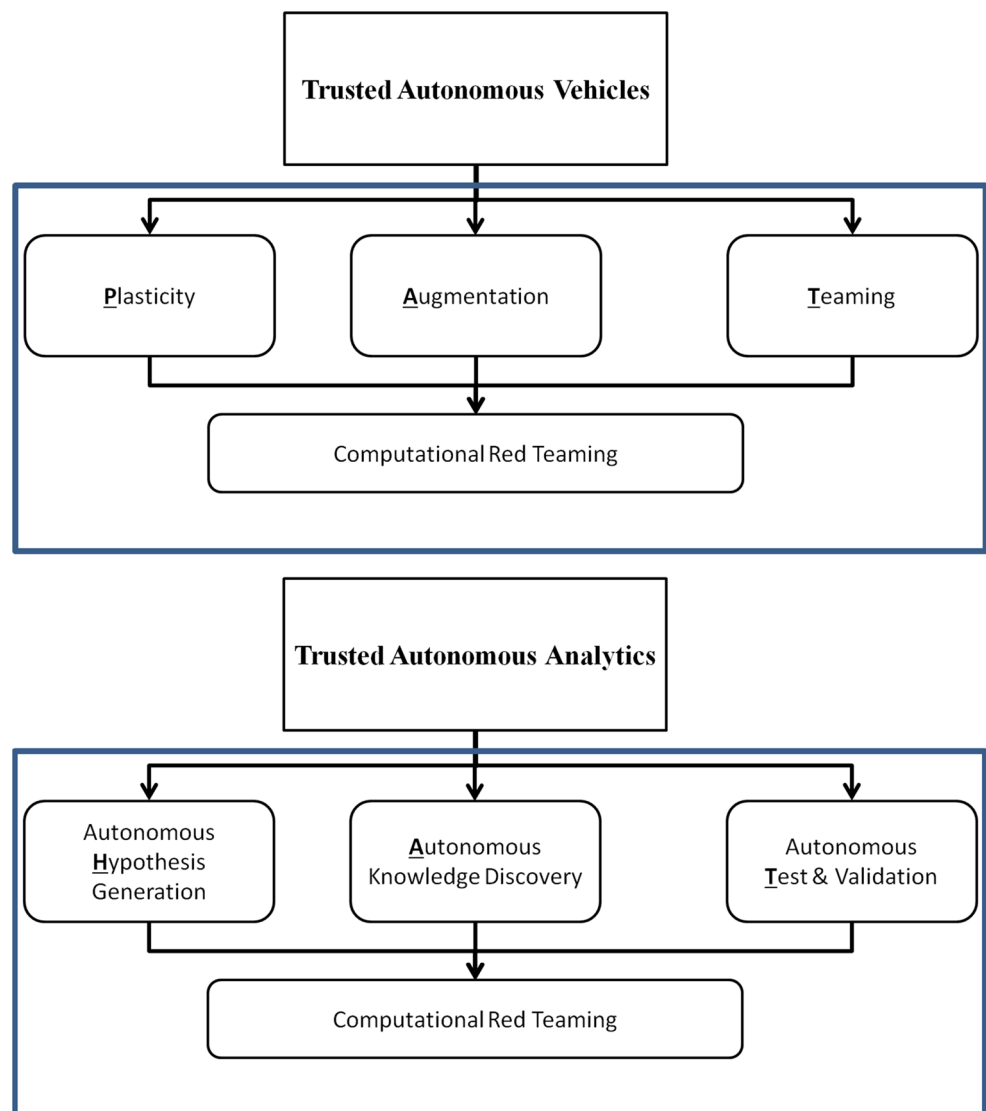 Trusted Autonomous Vehicles
Plasticity
Augmentation
Teaming
Computational Red Teaming
Trusted Autonomous Analytics
Autonomous
Hypothesis
Generation
Autonomous
Knowledge Discovery
Autonomous
Test & Validation
Computational Red Teaming